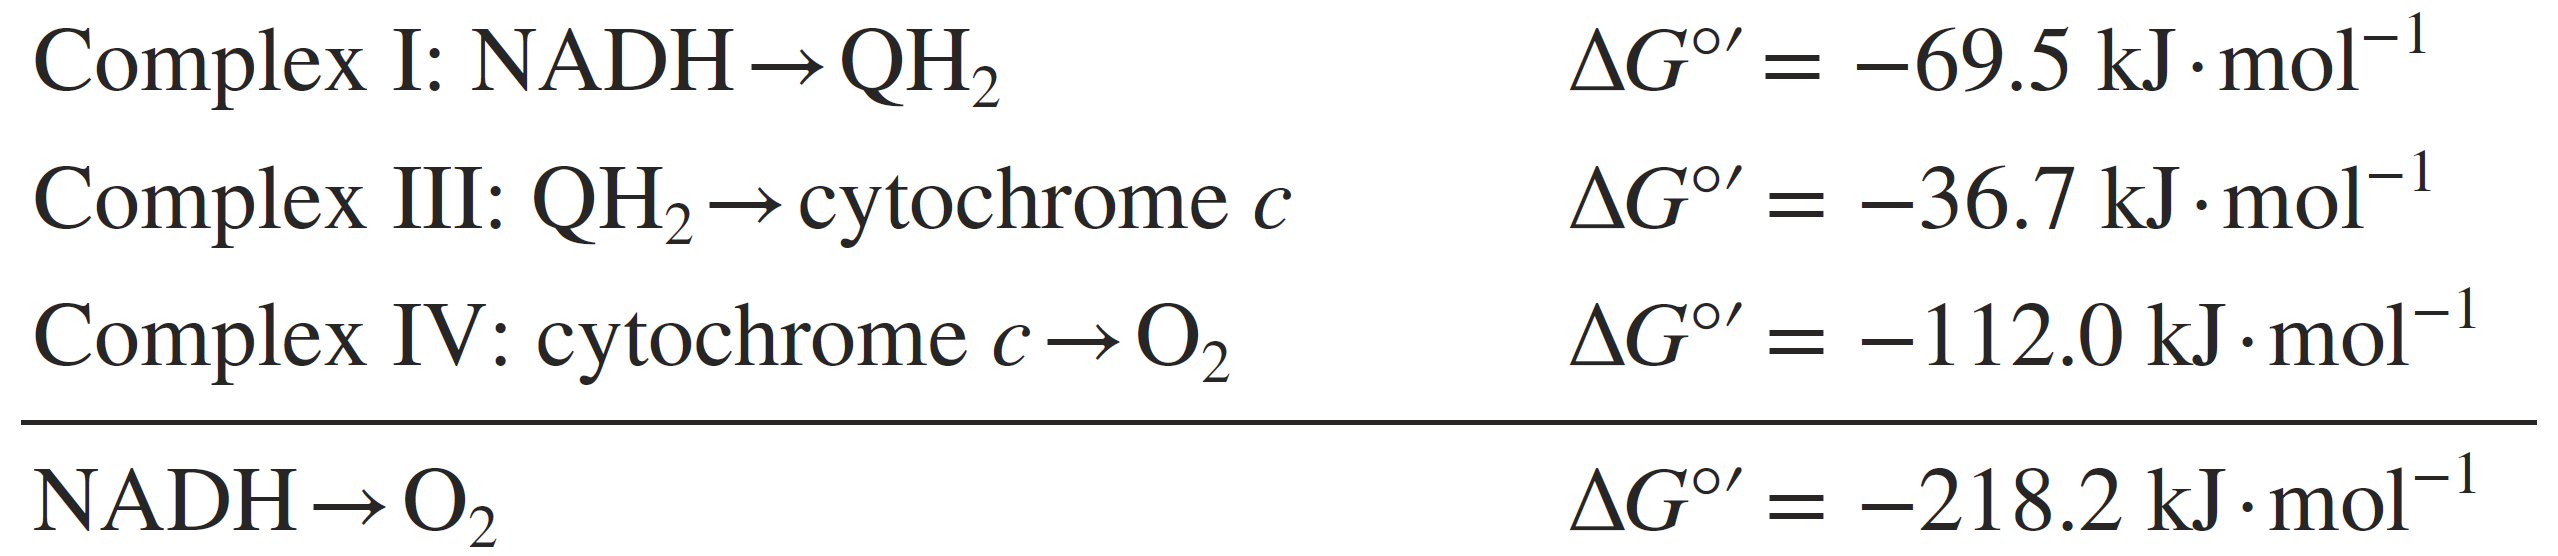 Complex I: NADH → QH₂ ΔG°′ = −69.5 kJ · mol⁻¹
Complex III: QH₂ → cytochrome c ΔG°′ = −36.7 kJ · mol⁻¹
Complex IV: cytochrome c → O₂ ΔG°′ = −112.0 kJ · mol⁻¹
NADH → O₂ ΔG°′ = −218.2 kJ · mol⁻¹